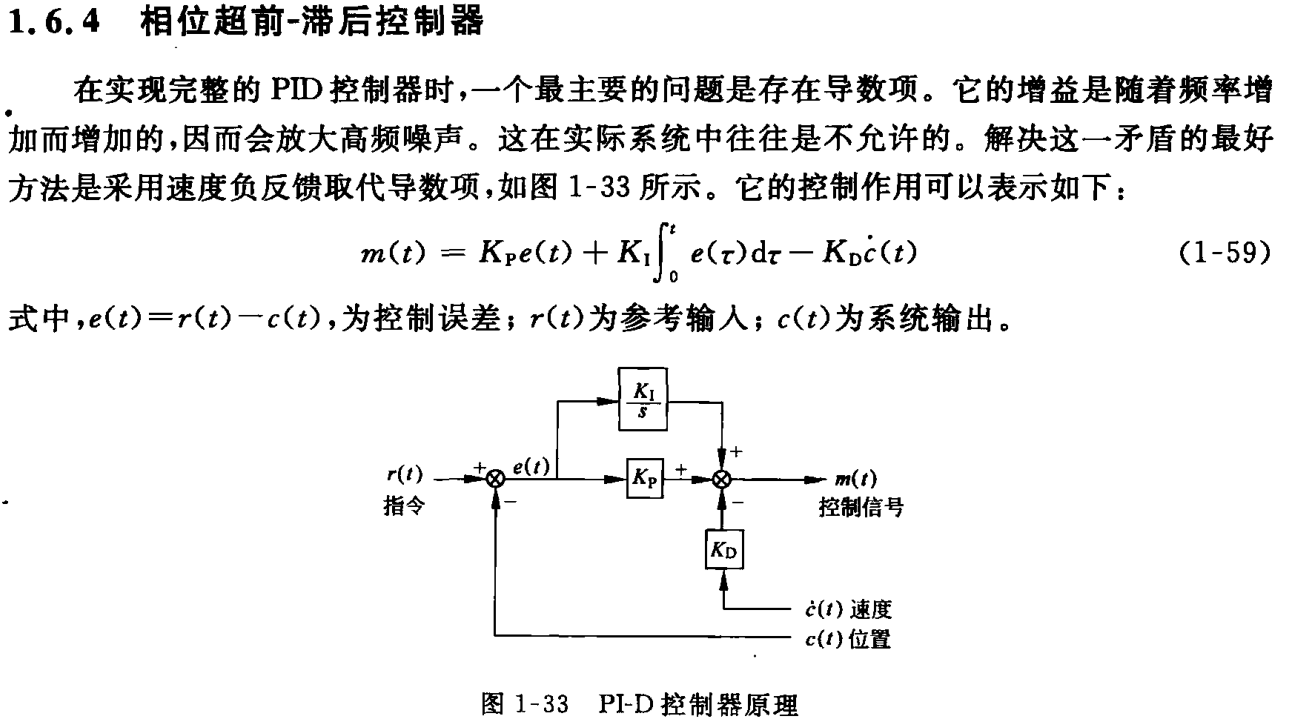 1.6.4 相位超前-滞后控制器
在实现完整的 PID 控制器时,一个最主要的问题是存在导数项。它的增益是随着频率增
加而增加的,因而会放大高频噪声。这在实际系统中往往是不允许的。解决这一矛盾的最好
方法是采用速度负反馈取代导数项,如图 1-33 所示。它的控制作用可以表示如下:
m(t) = K_P e(t) + K_I ∫_0^t e(τ)dτ − K_D ċ(t) (1-59)
式中,e(t)=r(t)−c(t),为控制误差;r(t)为参考输入;c(t)为系统输出。
K_I
s
+
r(t) + e(t) K_P + m(t)
指令 − − 控制信号
K_D
ċ(t) 速度
c(t) 位置
图 1-33 PI-D 控制器原理